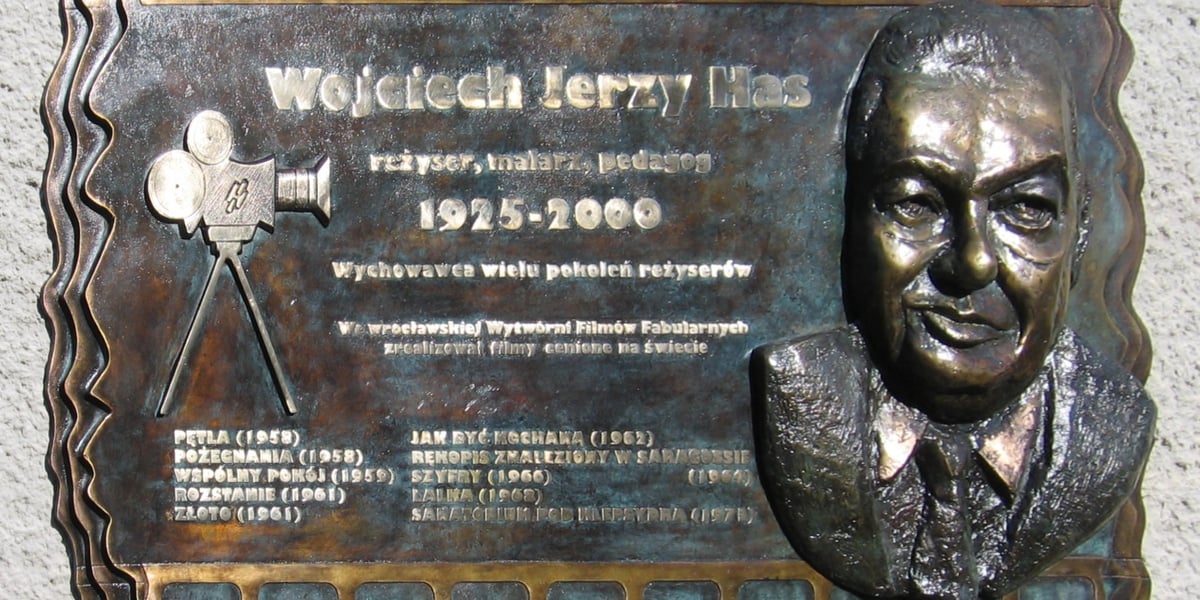 Wojciech Jerzy Has
reżyser, malarz, pedagog
1925-2000
Wychowawca wielu pokoleń reżyserów
We wrocławskiej Wytwórni Filmów Fabularnych
zrealizował filmy cenione na świecie
PĘTLA (1958)
POŻEGNANIA (1958)
WSPÓLNY POKÓJ (1959)
ROZSTANIE (1961)
ZŁOTO (1961)
JAK BYĆ KOCHANĄ (1962)
RĘKOPIS ZNALEZIONY W SARAGOSSIE
(1964)
SZYFRY (1966)
LALKA (1968)
SANATORIUM POD KLEPSYDRĄ (1971)